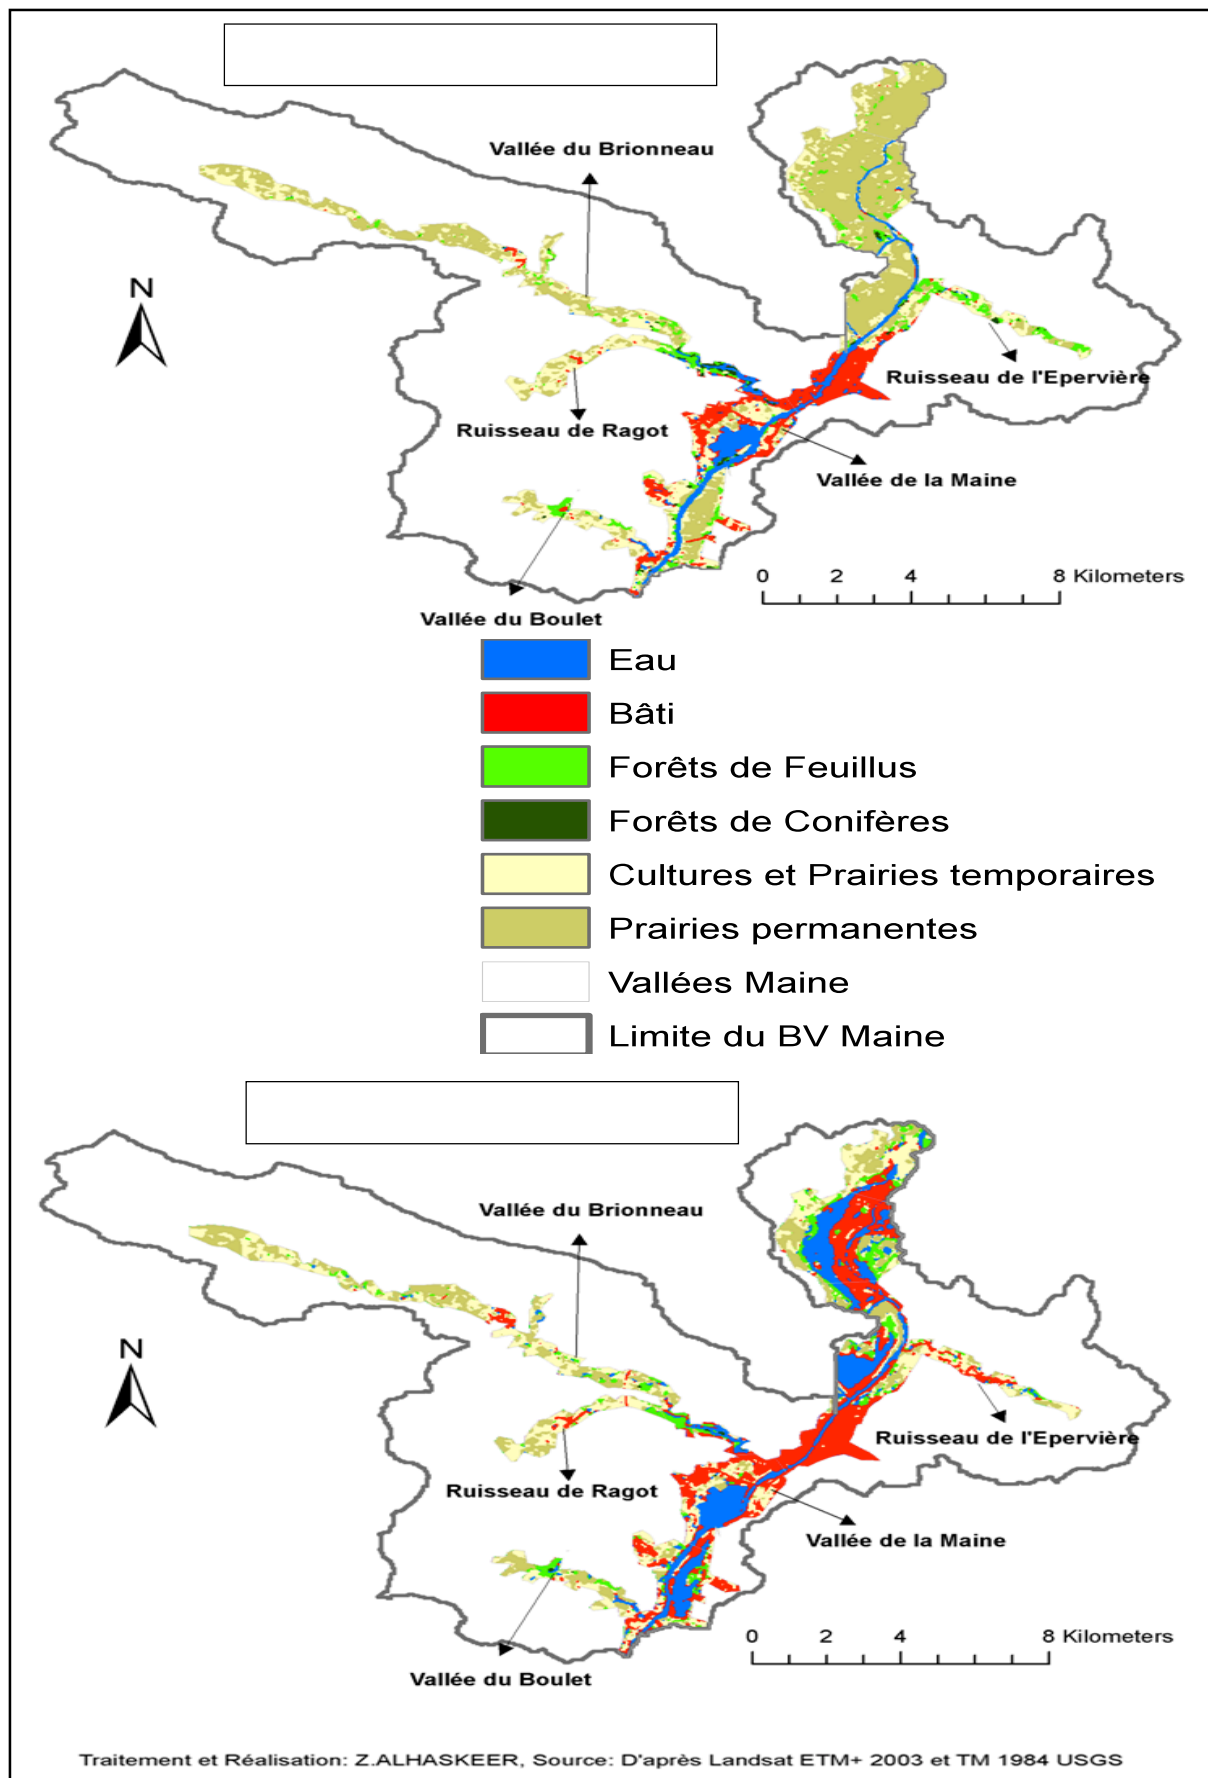 Vallée du Brionneau
N
Ruisseau de l'Epervière
Ruisseau de Ragot
Vallée de la Maine
0 2 4 8 Kilometers
Vallée du Boulet
Eau
Bâti
Forêts de Feuillus
Forêts de Conifères
Cultures et Prairies temporaires
Prairies permanentes
Vallées Maine
Limite du BV Maine
Vallée du Brionneau
N
Ruisseau de l'Epervière
Ruisseau de Ragot
Vallée de la Maine
0 2 4 8 Kilometers
Vallée du Boulet
Traitement et Réalisation: Z.ALHASKEER, Source: D'après Landsat ETM+ 2003 et TM 1984 USGS